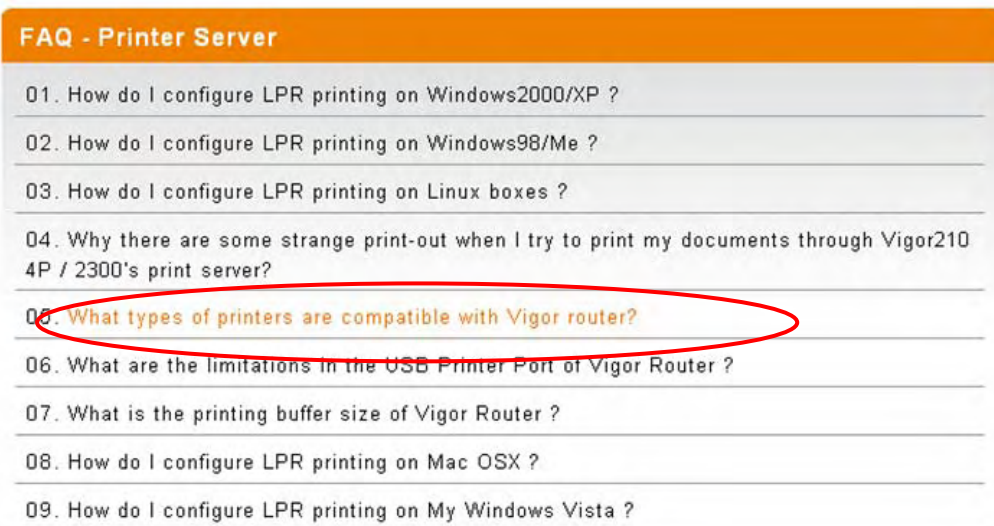 FAQ - Printer Server
01. How do I configure LPR printing on Windows2000/XP ?
02. How do I configure LPR printing on Windows98/Me ?
03. How do I configure LPR printing on Linux boxes ?
04. Why there are some strange print-out when I try to print my documents through Vigor210
4P / 2300's print server?
05. What types of printers are compatible with Vigor router?
06. What are the limitations in the USB Printer Port of Vigor Router ?
07. What is the printing buffer size of Vigor Router ?
08. How do I configure LPR printing on Mac OSX ?
09. How do I configure LPR printing on My Windows Vista ?